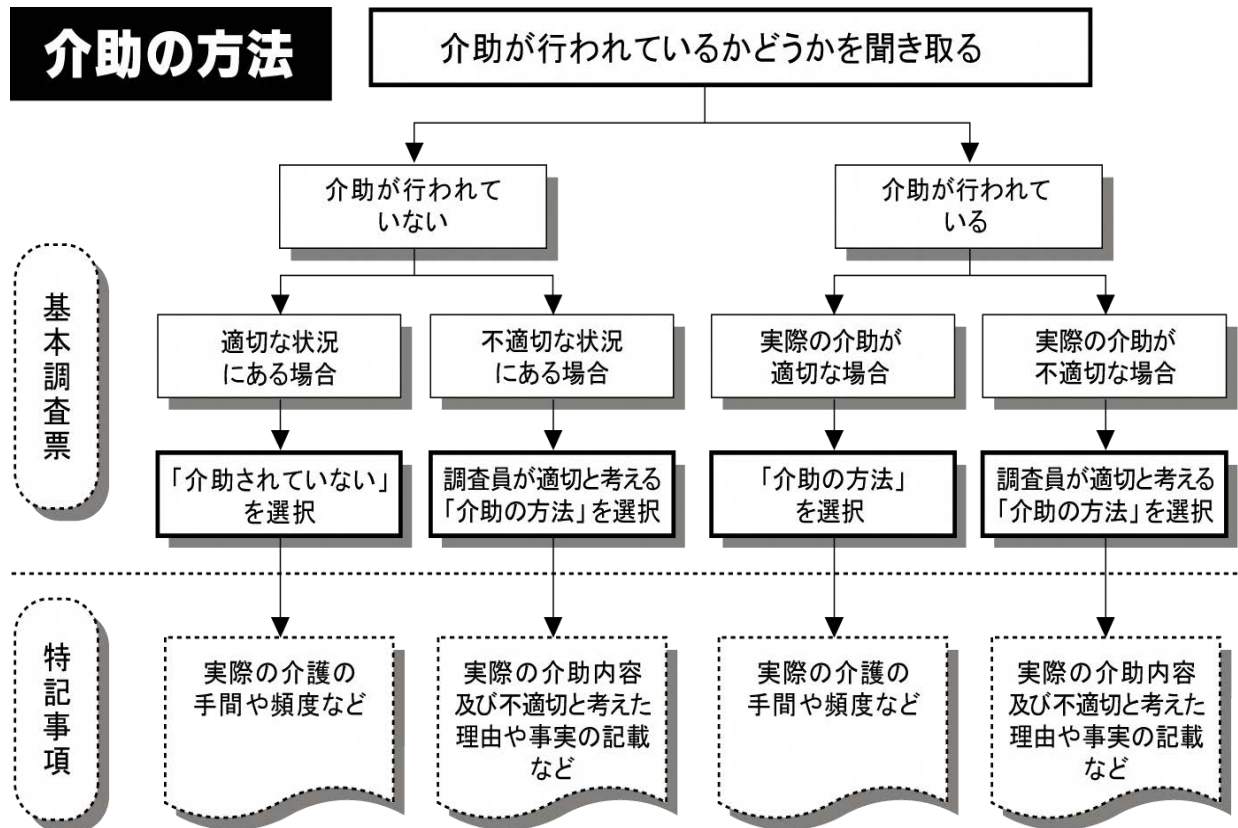 介助の方法
介助が行われているかどうかを聞き取る
介助が行われて
いない
介助が行われて
いる
基本調査票
適切な状況
にある場合
不適切な状況
にある場合
実際の介助が
適切な場合
実際の介助が
不適切な場合
「介助されていない」
を選択
調査員が適切と考える
「介助の方法」を選択
「介助の方法」
を選択
調査員が適切と考える
「介助の方法」を選択
特記事項
実際の介護の
手間や頻度など
実際の介助内容
及び不適切と考えた
理由や事実の記載
など
実際の介護の
手間や頻度など
実際の介助内容
及び不適切と考えた
理由や事実の記載
など